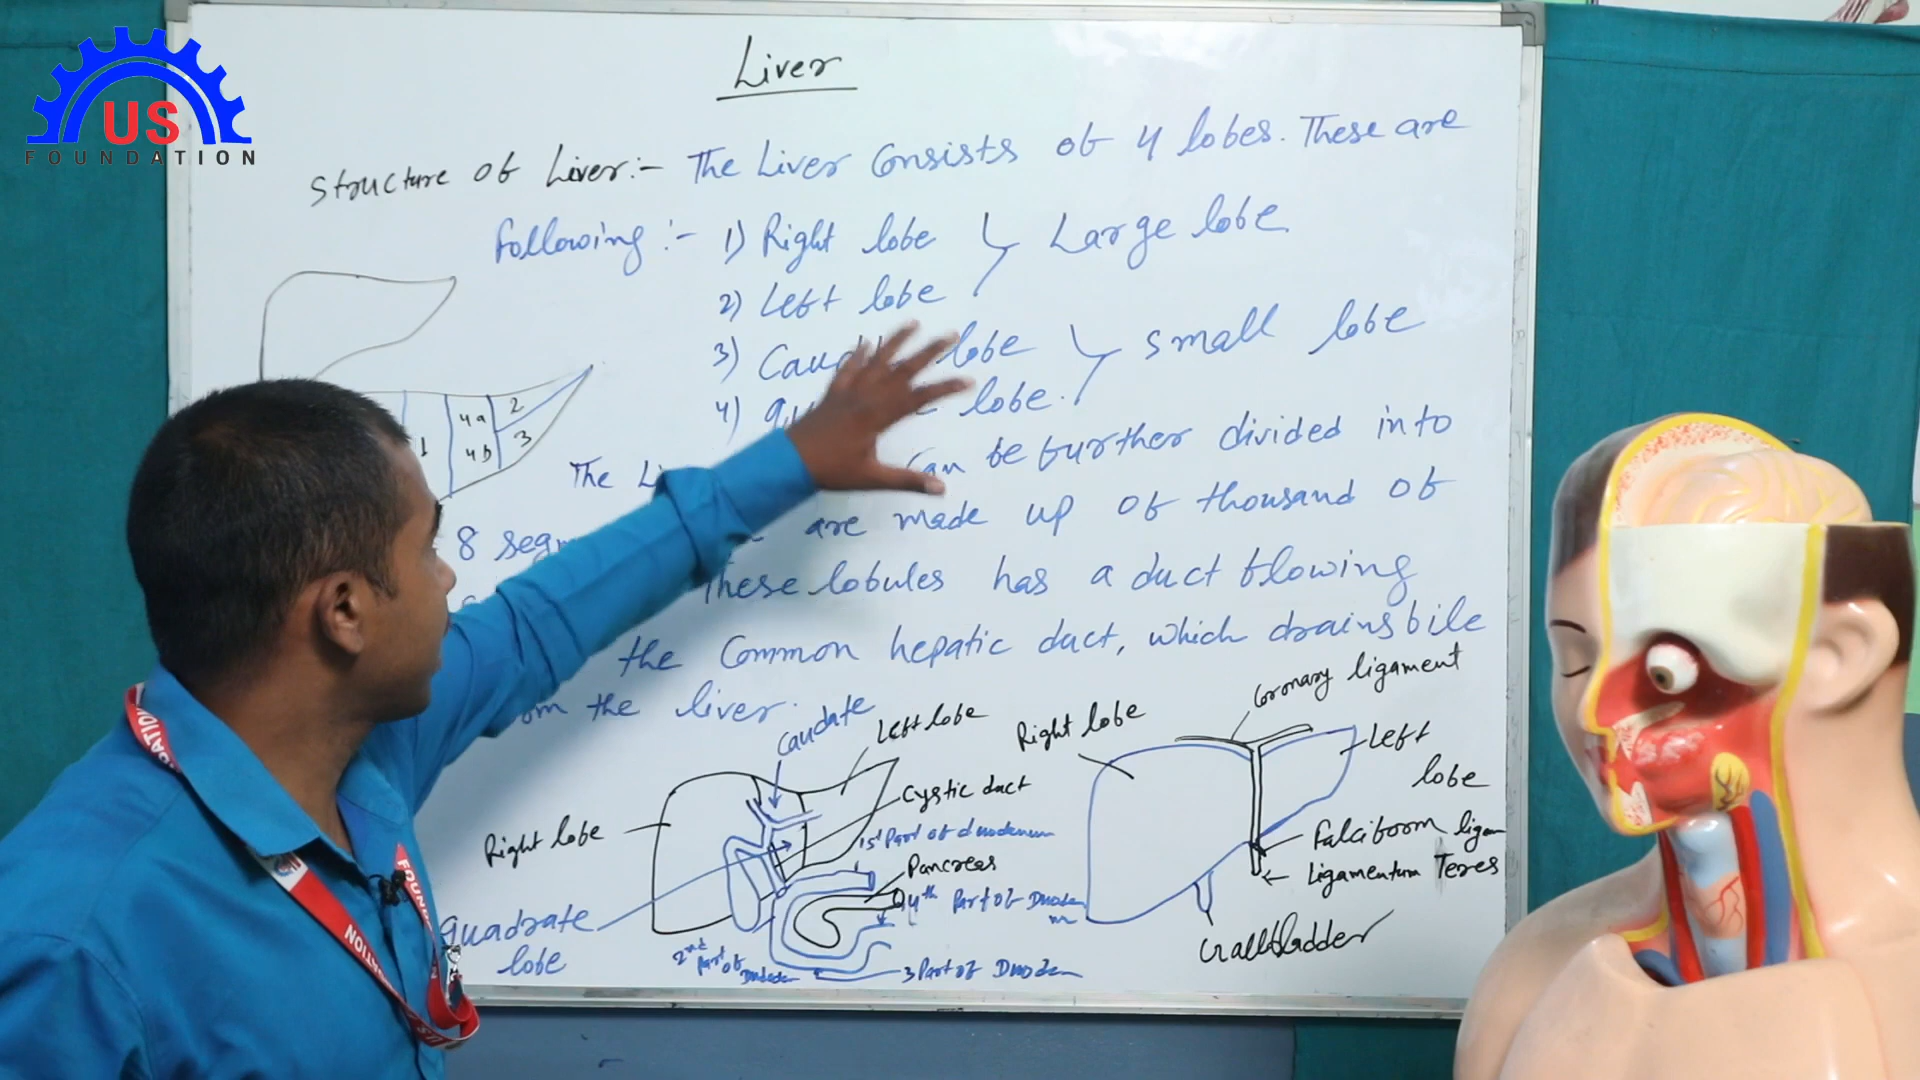 US
FOUNDATION
Liver
Structure of Liver:- The Liver Consists of 4 lobes. These are
following :- 1) Right lobe Large lobe.
2) Left lobe
3) lobe small lobe
4) lobe.
The can be further divided into
8 are made up of thousand of
These lobules has a duct flowing
the Common hepatic duct, which drains bile
the liver.
4a 2
1 4b 3
Caudate
Left lobe
Cystic duct
Right lobe
1st Part of duodenum
Pancreas
4th Part of Duoden
m
Quadrate
lobe
2nd
Part of
Duoden
3 Part of Duoden
Right lobe
Coronary ligament
Left
lobe
Falciform ligam
Ligamentum Teres
Gallbladder
FOUNDATION